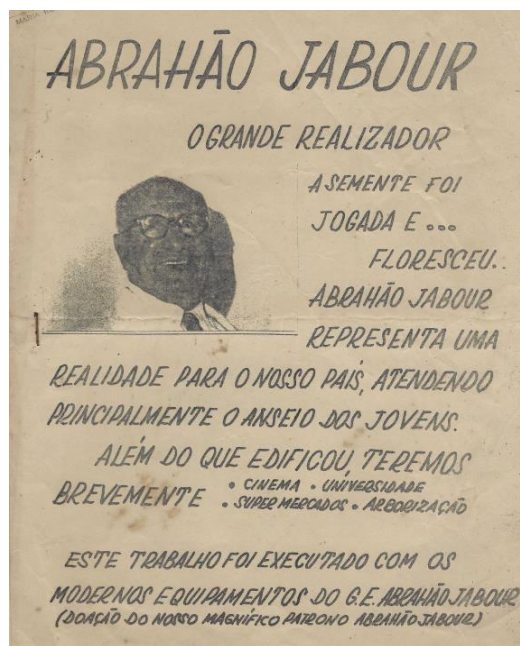 ABRAHÃO JABOUR
O GRANDE REALIZADOR
A SEMENTE FOI
JOGADA E ...
FLORESCEU..
ABRAHÃO JABOUR
REPRESENTA UMA
REALIDADE PARA O NOSSO PAÍS, ATENDENDO
PRINCIPALMENTE O ANSEIO DOS JOVENS.
ALÉM DO QUE EDIFICOU, TEREMOS
BREVEMENTE • CINEMA • UNIVERSIDADE
• SUPER MERCADOS • ARBORIZAÇÃO
ESTE TRABALHO FOI EXECUTADO COM OS
MODERNOS EQUIPAMENTOS DO G.E. ABRAHÃO JABOUR
(DOAÇÃO DO NOSSO MAGNÍFICO PATRONO ABRAHÃO JABOUR)